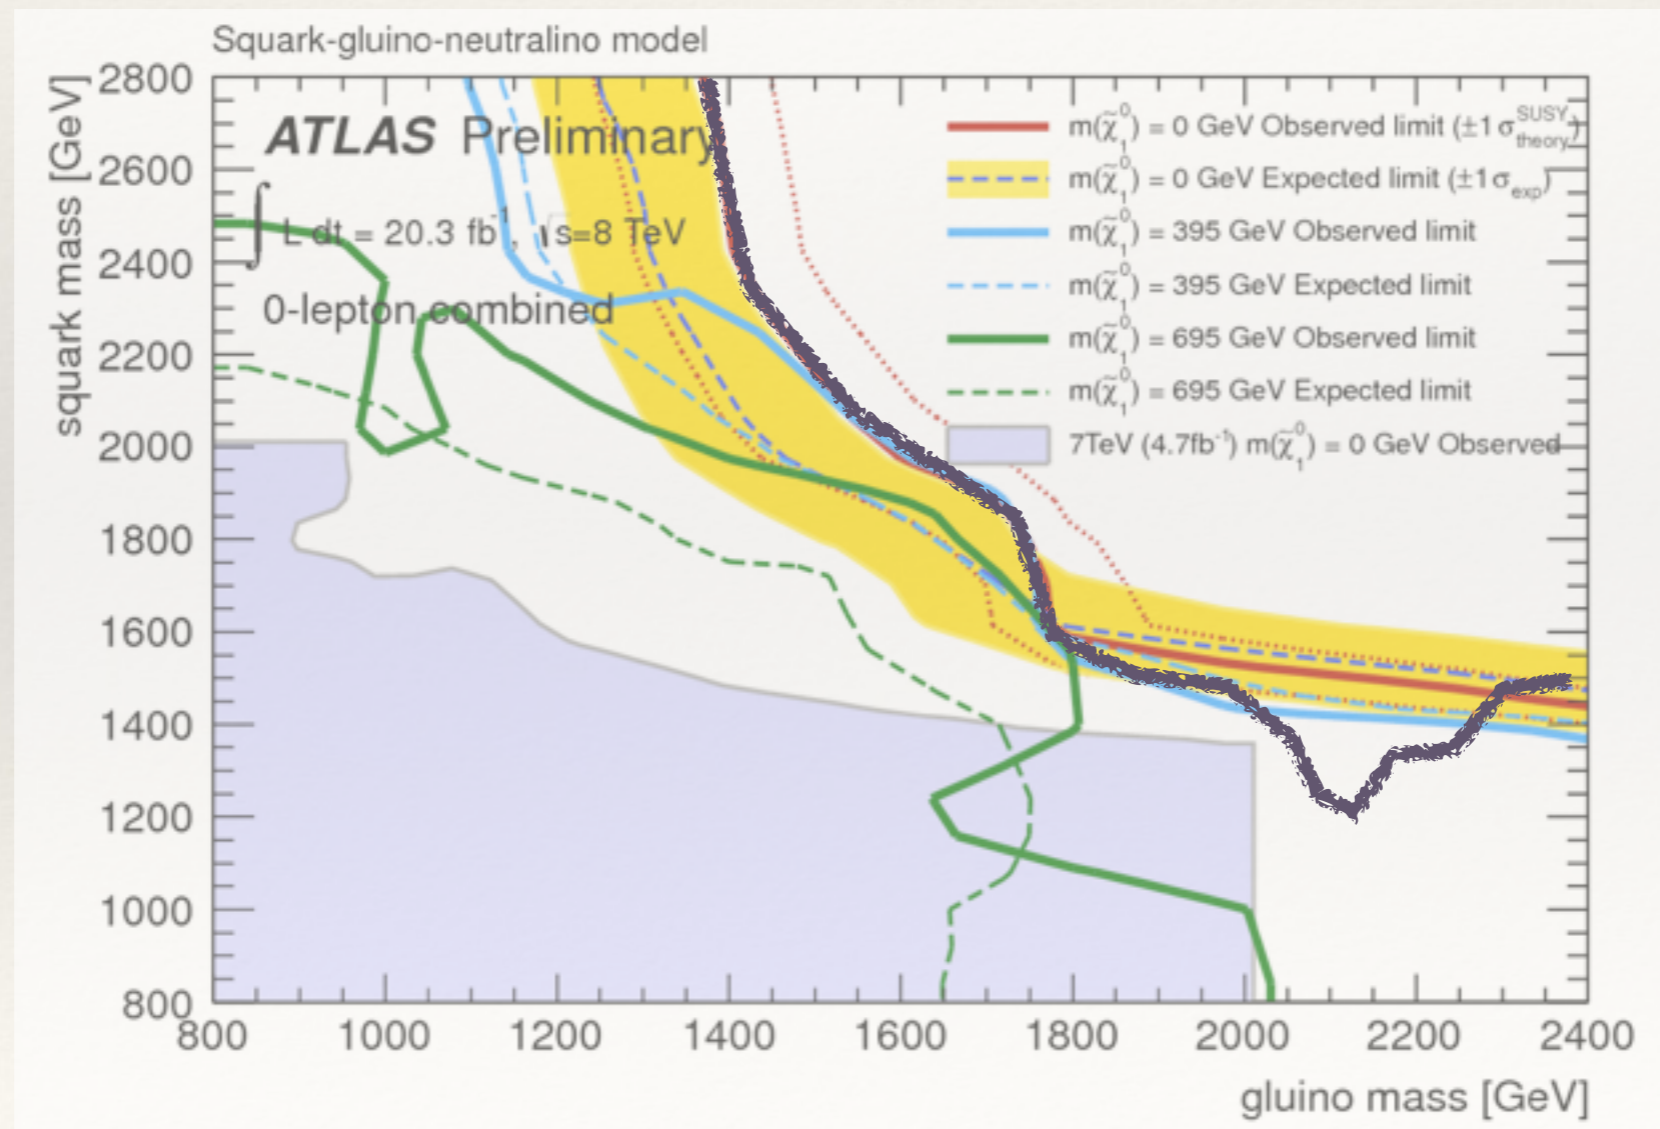 Squark-gluino-neutralino model
squark mass [GeV]
2800
2600
2400
2200
2000
1800
1600
1400
1200
1000
800
ATLAS Preliminary
∫ L dt = 20.3 fb⁻¹, √s=8 TeV
0-lepton combined
m(χ̃₁⁰) = 0 GeV Observed limit (±1 σ_theory^SUSY)
m(χ̃₁⁰) = 0 GeV Expected limit (±1 σ_exp)
m(χ̃₁⁰) = 395 GeV Observed limit
m(χ̃₁⁰) = 395 GeV Expected limit
m(χ̃₁⁰) = 695 GeV Observed limit
m(χ̃₁⁰) = 695 GeV Expected limit
7TeV (4.7fb⁻¹) m(χ̃₁⁰) = 0 GeV Observed
800 1000 1200 1400 1600 1800 2000 2200 2400
gluino mass [GeV]